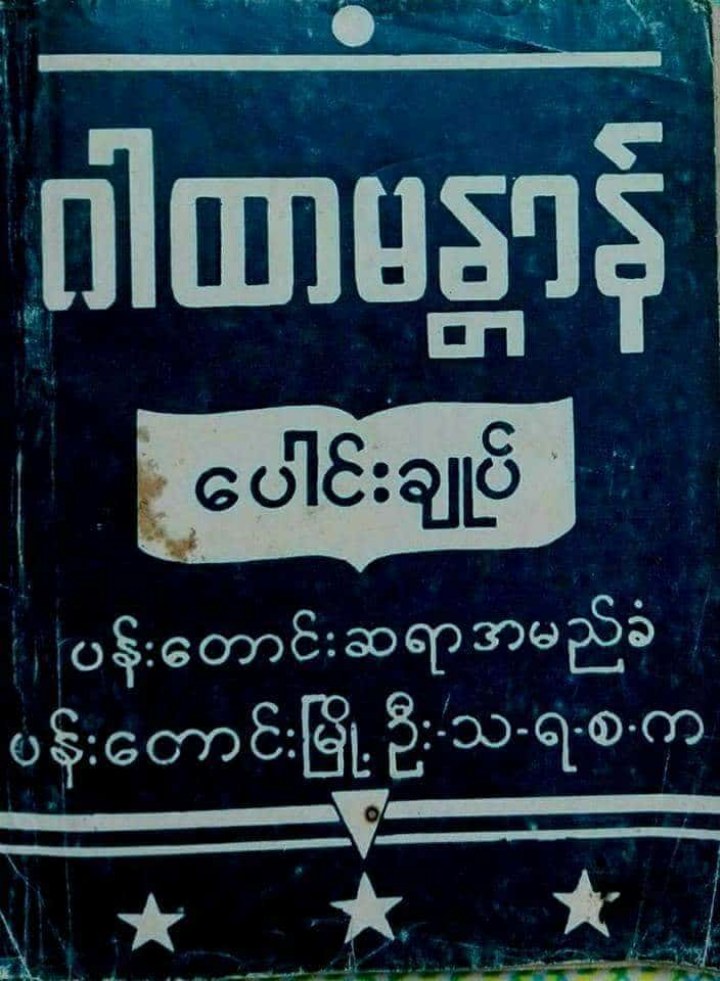 ဂါထာမန္တာန်
ပေါင်းချုပ်
ပန်းတောင်းဆရာအမည်ခံ
ပန်းတောင်းမြို့ ဦး-သ-ရ-စ-က